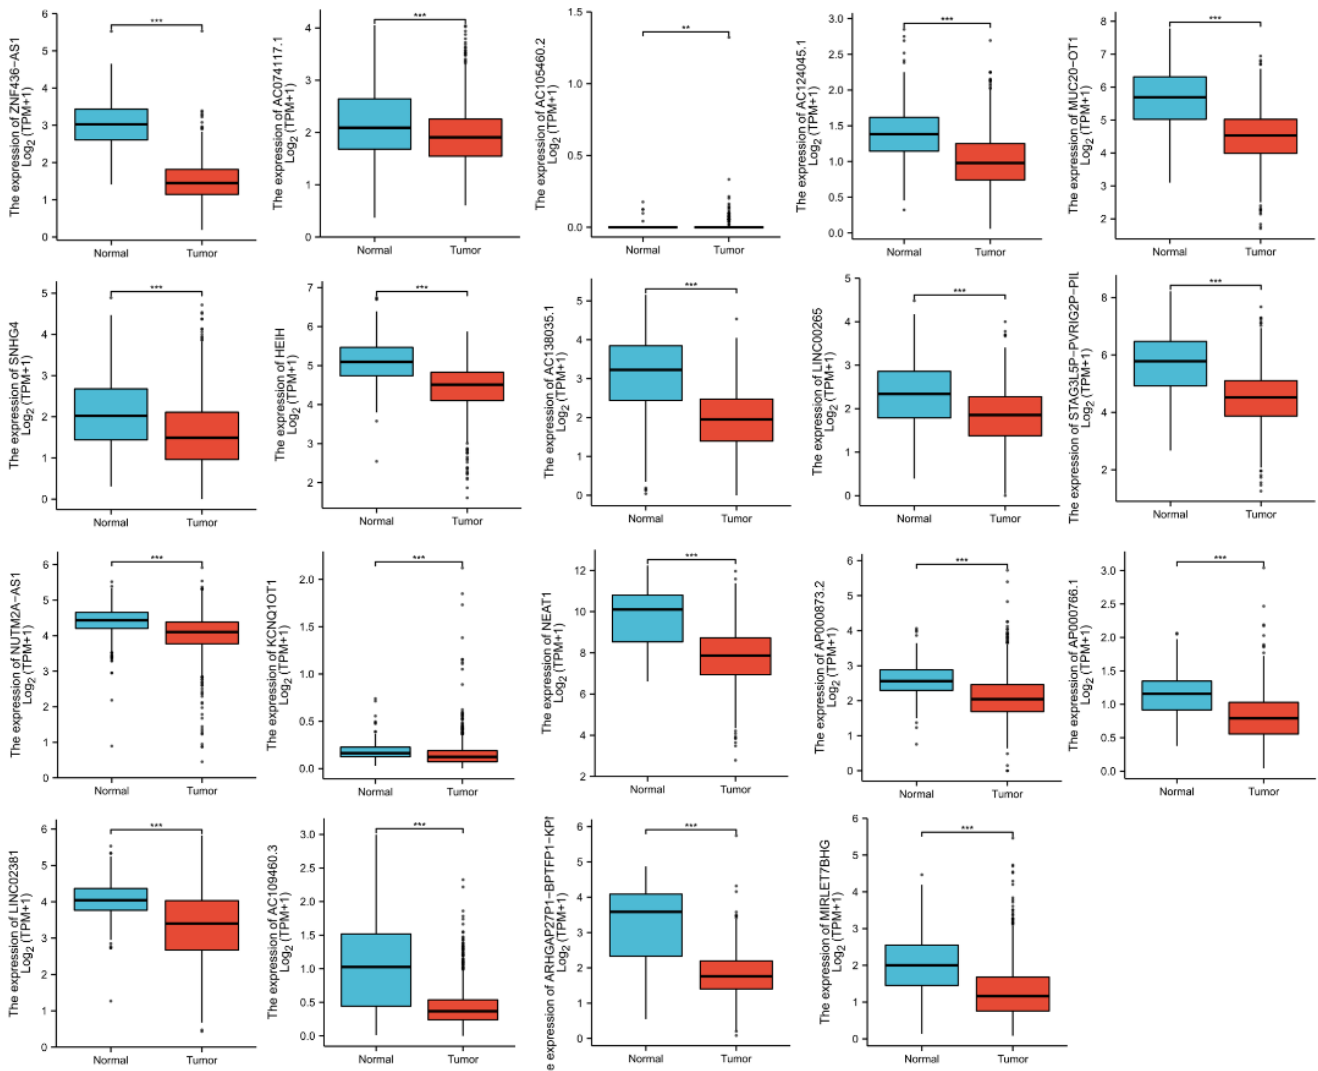 The expression of ZNF436−AS1
Log2 (TPM+1)
6
5
4
3
2
1
0
***
Normal
Tumor
The expression of AC074117.1
Log2 (TPM+1)
4
3
2
1
0
***
Normal
Tumor
The expression of AC105460.2
Log2 (TPM+1)
1.5
1.0
0.5
0.0
**
Normal
Tumor
The expression of AC124045.1
Log2 (TPM+1)
3.0
2.5
2.0
1.5
1.0
0.5
0.0
***
Normal
Tumor
The expression of MUC20−OT1
Log2 (TPM+1)
8
7
6
5
4
3
2
***
Normal
Tumor
The expression of SNHG4
Log2 (TPM+1)
5
4
3
2
1
0
***
Normal
Tumor
The expression of HEIH
Log2 (TPM+1)
7
6
5
4
3
2
***
Normal
Tumor
The expression of AC138035.1
Log2 (TPM+1)
5
4
3
2
1
0
***
Normal
Tumor
The expression of LINC00265
Log2 (TPM+1)
5
4
3
2
1
0
***
Normal
Tumor
The expression of STAG3L5P−PVRIG2P−PIL
Log2 (TPM+1)
8
6
4
2
***
Normal
Tumor
The expression of NUTM2A−AS1
Log2 (TPM+1)
6
5
4
3
2
1
0
***
Normal
Tumor
The expression of KCNQ1OT1
Log2 (TPM+1)
2.0
1.5
1.0
0.5
0.0
***
Normal
Tumor
The expression of NEAT1
Log2 (TPM+1)
12
10
8
6
4
2
***
Normal
Tumor
The expression of AP000873.2
Log2 (TPM+1)
6
5
4
3
2
1
0
***
Normal
Tumor
The expression of AP000766.1
Log2 (TPM+1)
3.0
2.5
2.0
1.5
1.0
0.5
0.0
***
Normal
Tumor
The expression of LINC02381
Log2 (TPM+1)
6
5
4
3
2
1
0
***
Normal
Tumor
The expression of AC109460.3
Log2 (TPM+1)
3.0
2.5
2.0
1.5
1.0
0.5
0.0
***
Normal
Tumor
e expression of ARHGAP27P1−BPTFP1−KPI
Log2 (TPM+1)
6
5
4
3
2
1
0
***
Normal
Tumor
The expression of MIRLET7BHG
Log2 (TPM+1)
6
5
4
3
2
1
0
***
Normal
Tumor